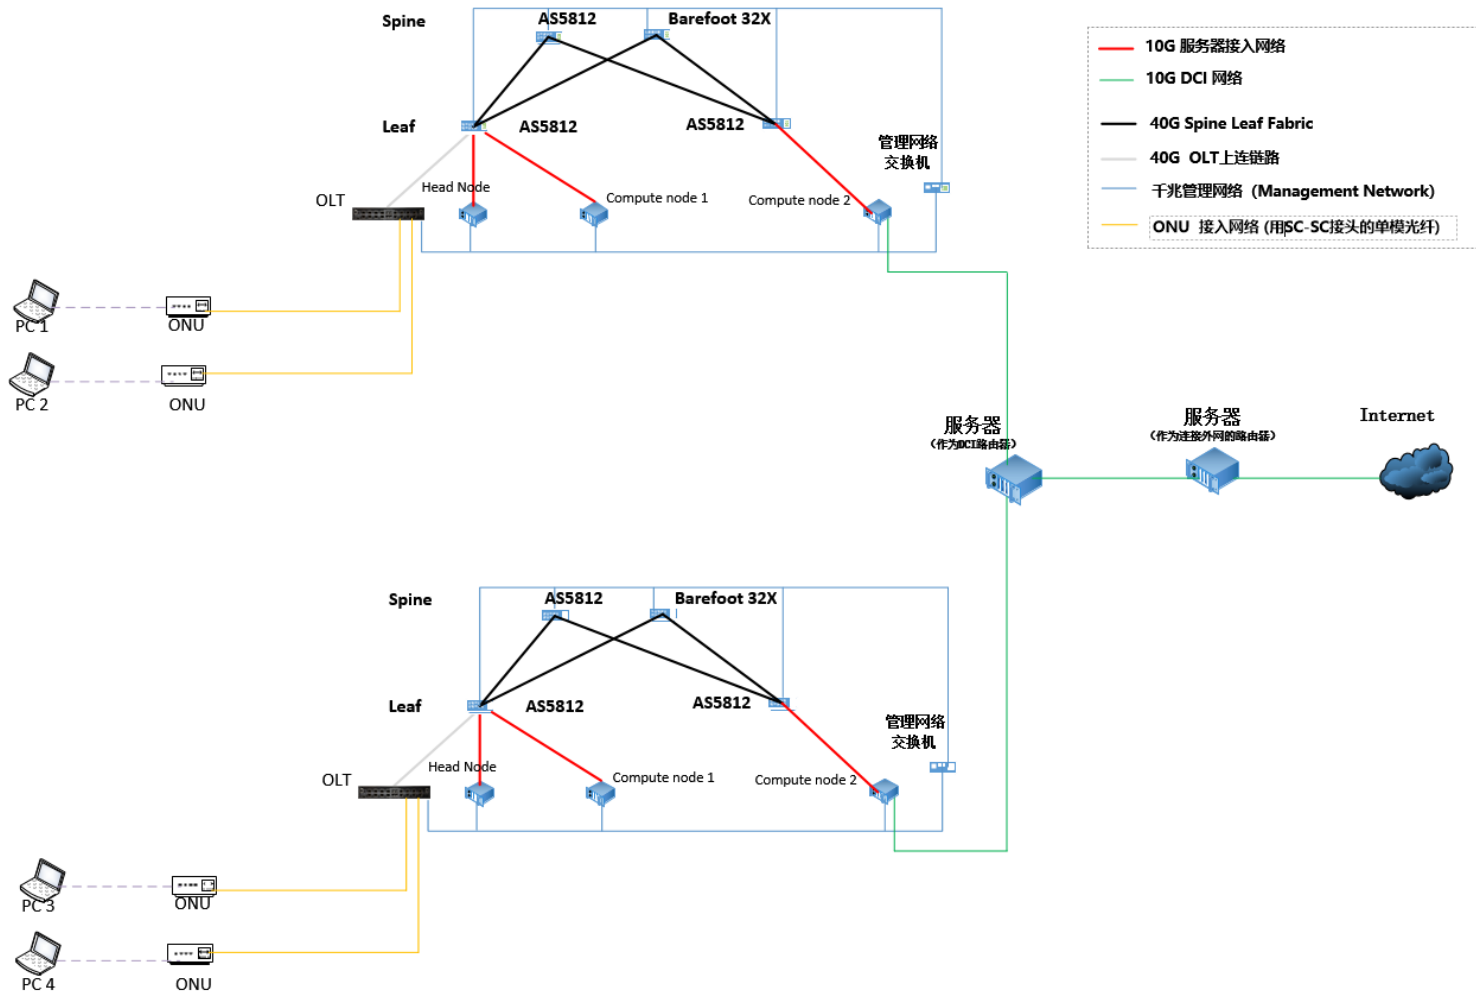 Spine
AS5812
Barefoot 32X
Leaf
AS5812
AS5812
管理网络
交换机
OLT
Head Node
Compute node 1
Compute node 2
PC 1
ONU
PC 2
ONU
10G 服务器接入网络
10G DCI 网络
40G Spine Leaf Fabric
40G OLT上连链路
千兆管理网络 (Management Network)
ONU 接入网络 (用SC-SC接头的单模光纤)
服务器
(作为DCI路由器)
服务器
(作为连接外网的路由器)
Internet
Spine
AS5812
Barefoot 32X
Leaf
AS5812
AS5812
管理网络
交换机
OLT
Head Node
Compute node 1
Compute node 2
PC 3
ONU
PC 4
ONU